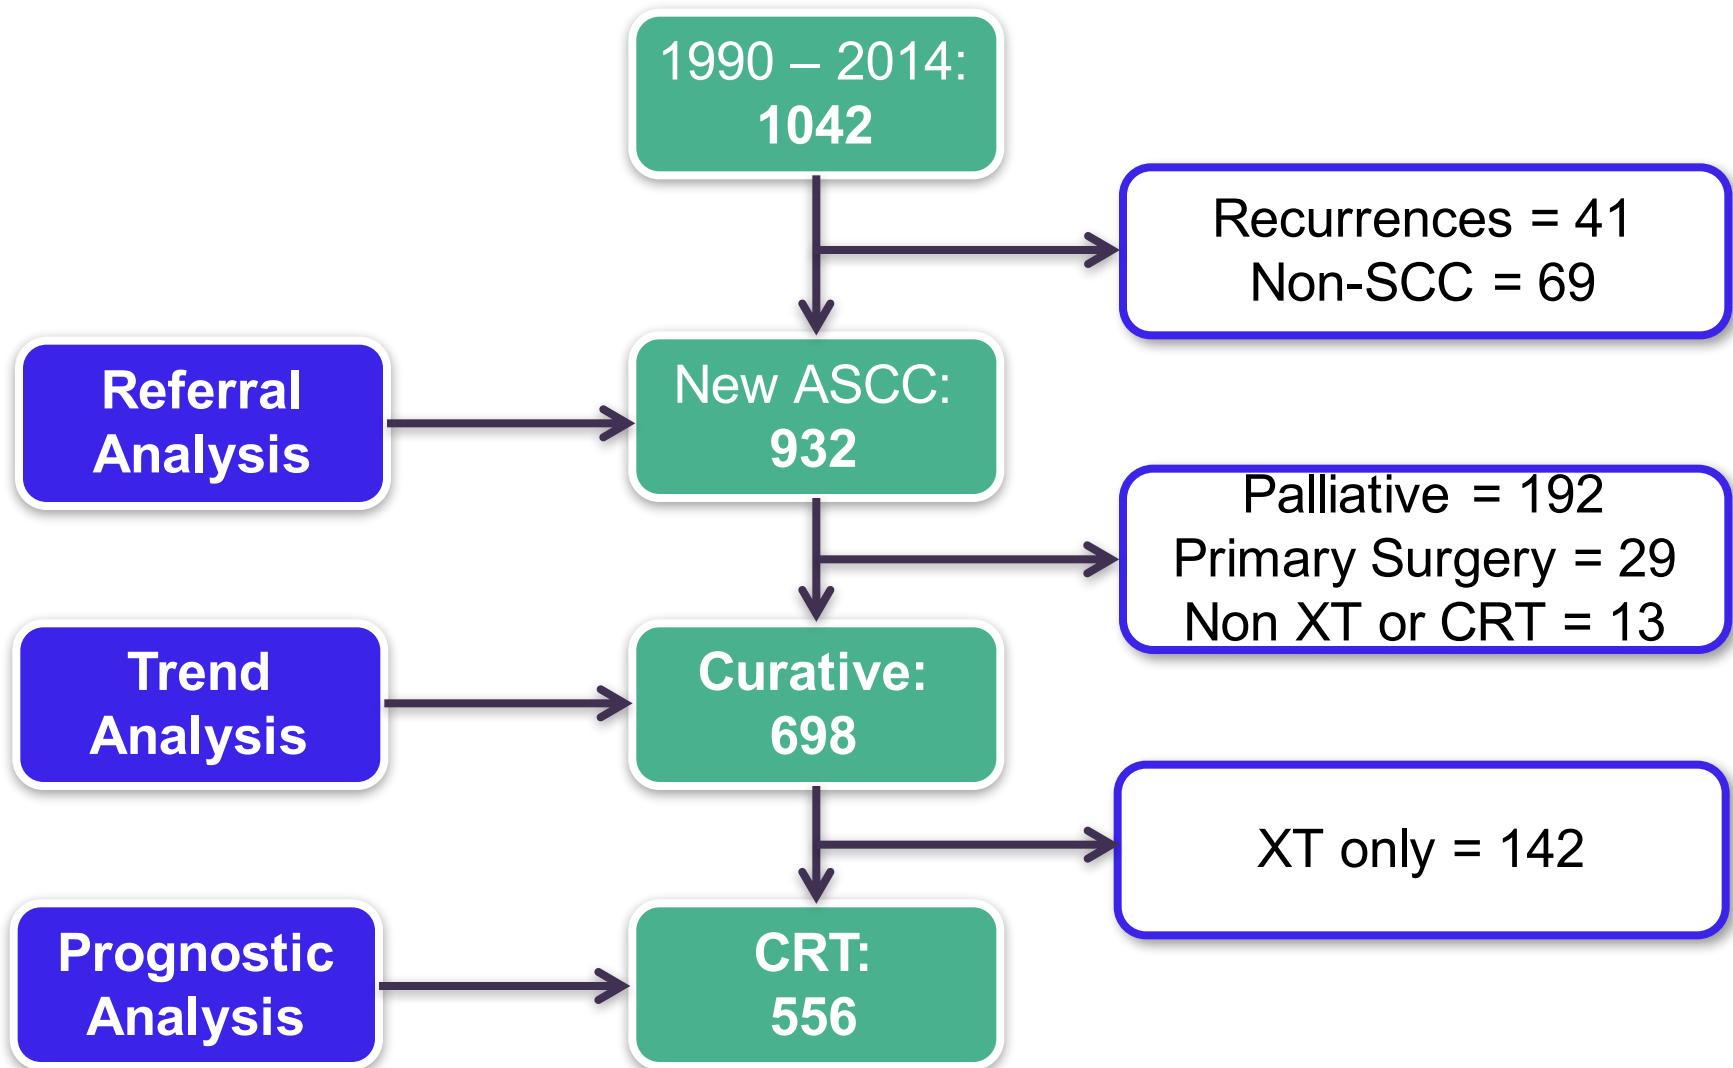 1990 – 2014:
1042
Recurrences = 41
Non-SCC = 69
Referral
Analysis
New ASCC:
932
Palliative = 192
Primary Surgery = 29
Non XT or CRT = 13
Trend
Analysis
Curative:
698
XT only = 142
Prognostic
Analysis
CRT:
556